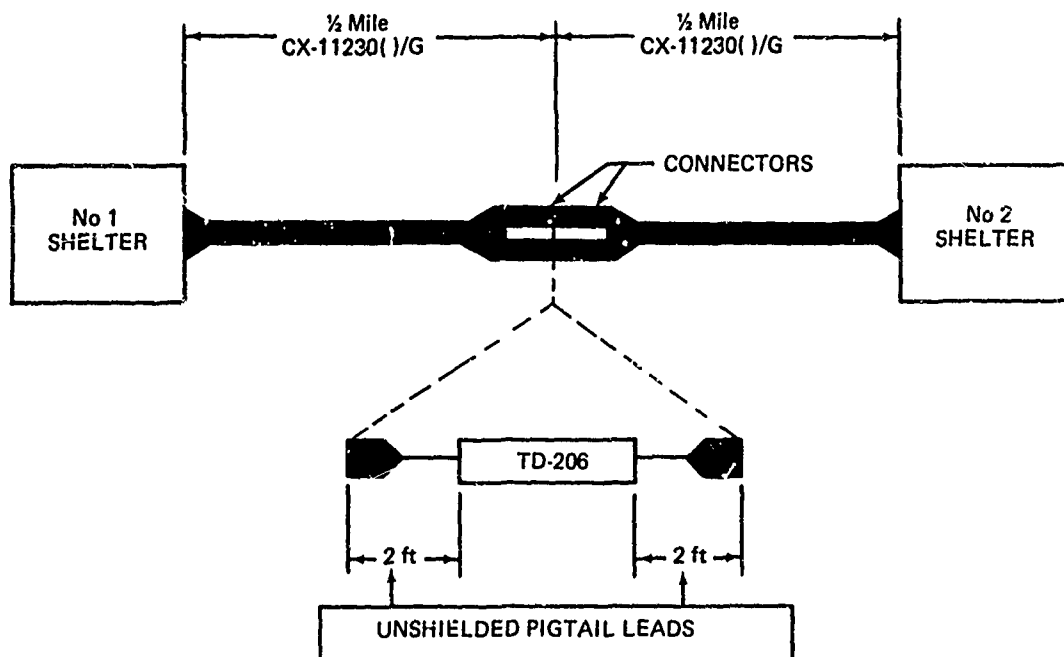 ½ Mile
CX-11230( )/G
½ Mile
CX-11230( )/G
CONNECTORS
No 1
SHELTER
No 2
SHELTER
TD-206
2 ft
2 ft
UNSHIELDED PIGTAIL LEADS